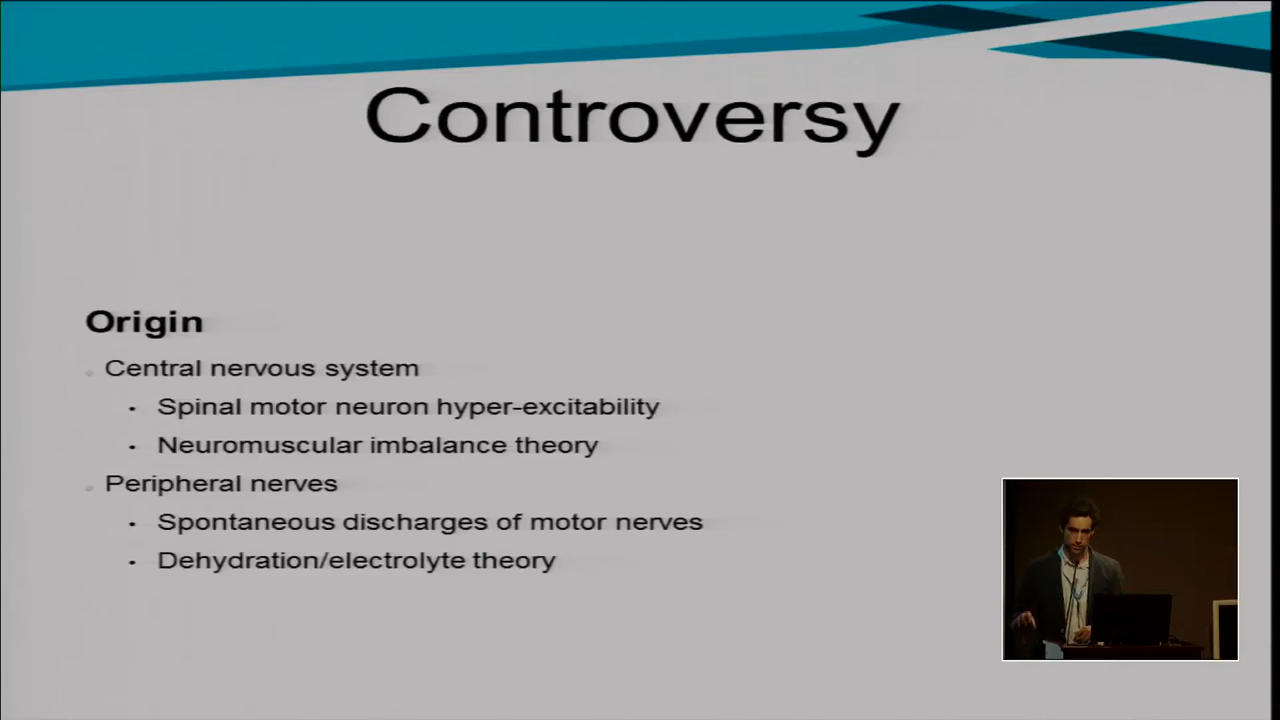 Controversy
Origin
Central nervous system
Spinal motor neuron hyper-excitability
Neuromuscular imbalance theory
Peripheral nerves
Spontaneous discharges of motor nerves
Dehydration/electrolyte theory